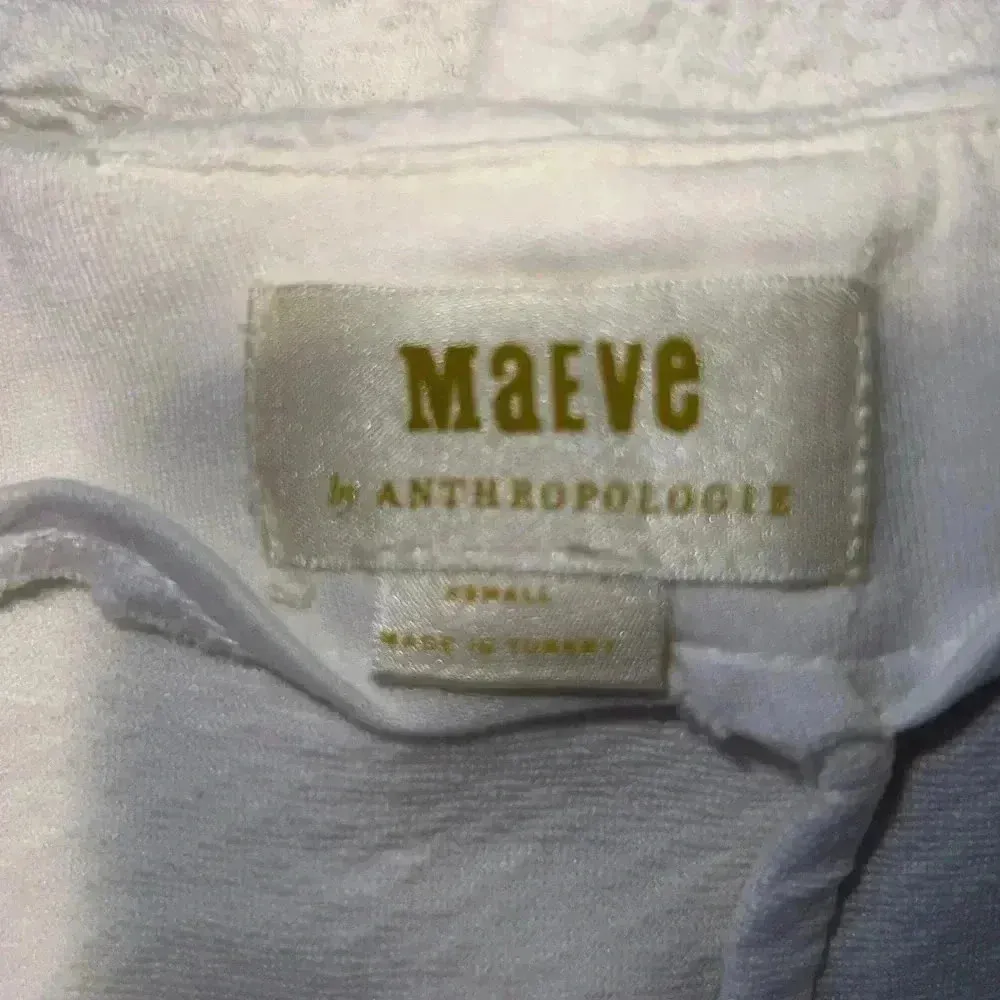 MaEVe
by ANTHROPOLOGIE
XSMALL
MADE IN TURKEY